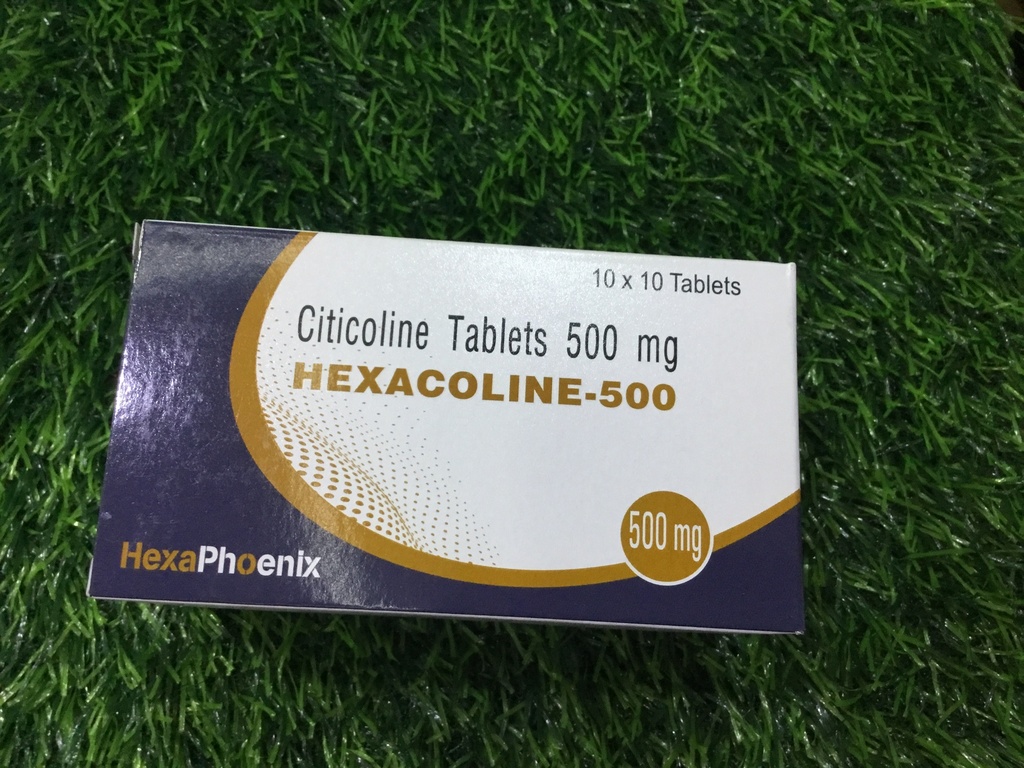 10 x 10 Tablets
Citicoline Tablets 500 mg
HEXACOLINE-500
500 mg
HexaPhoenix